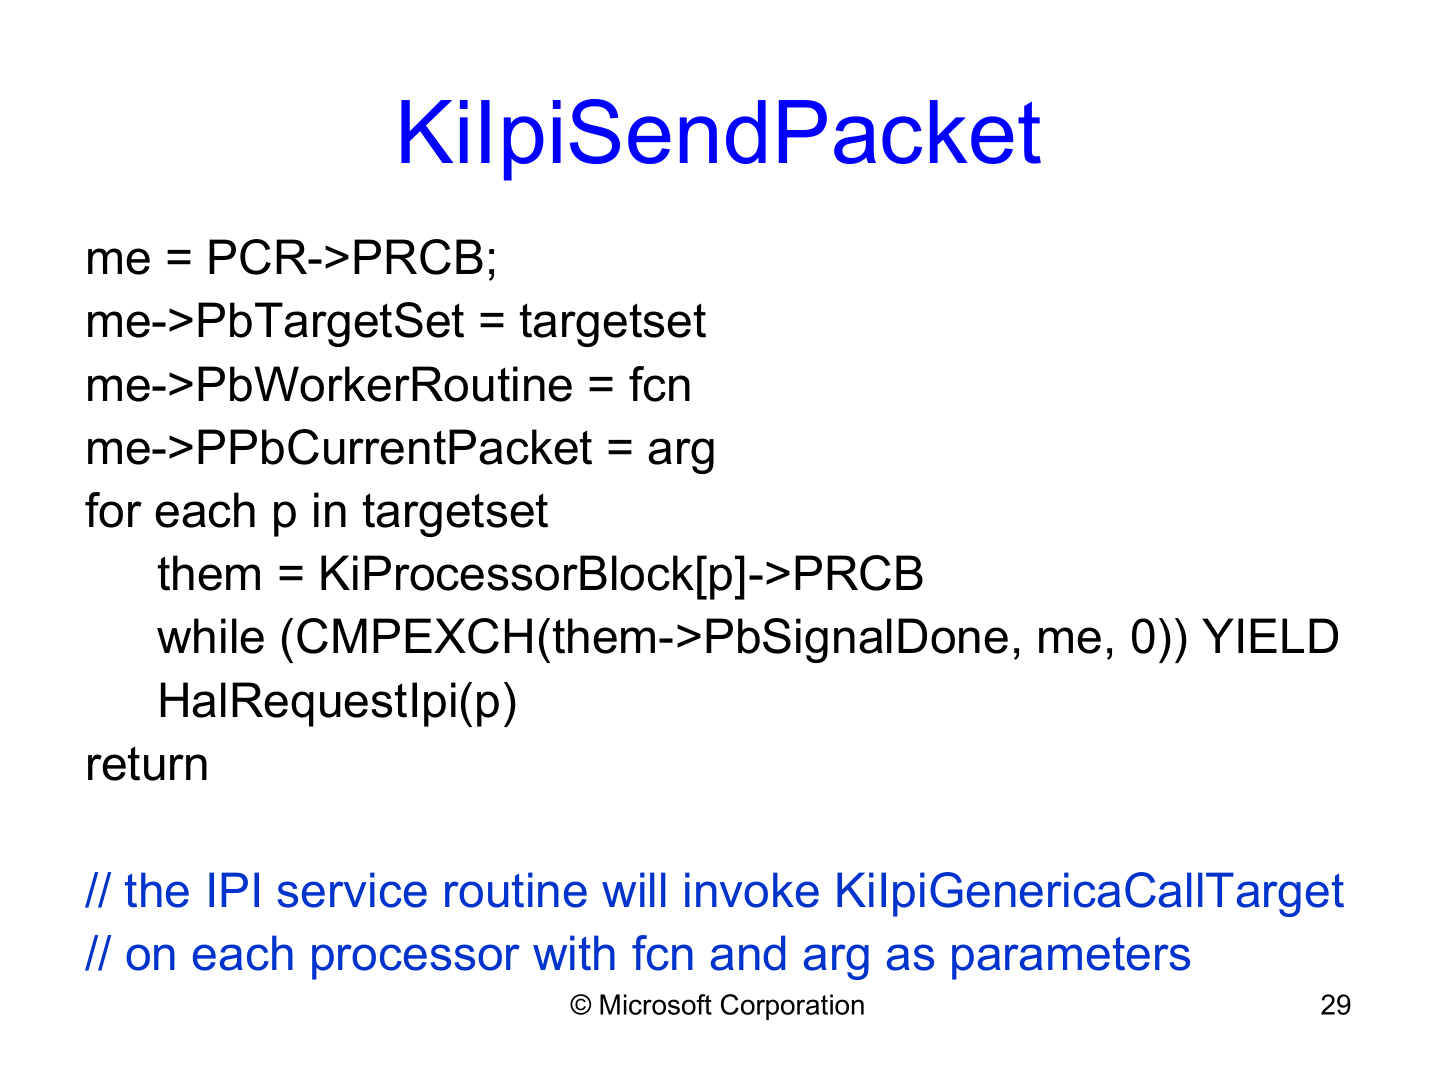 KiIpiSendPacket
me = PCR->PRCB;
me->PbTargetSet = targetset
me->PbWorkerRoutine = fcn
me->PPbCurrentPacket = arg
for each p in targetset
them = KiProcessorBlock[p]->PRCB
while (CMPEXCH(them->PbSignalDone, me, 0)) YIELD
HalRequestIpi(p)
return
// the IPI service routine will invoke KiIpiGenericaCallTarget
// on each processor with fcn and arg as parameters
© Microsoft Corporation
29